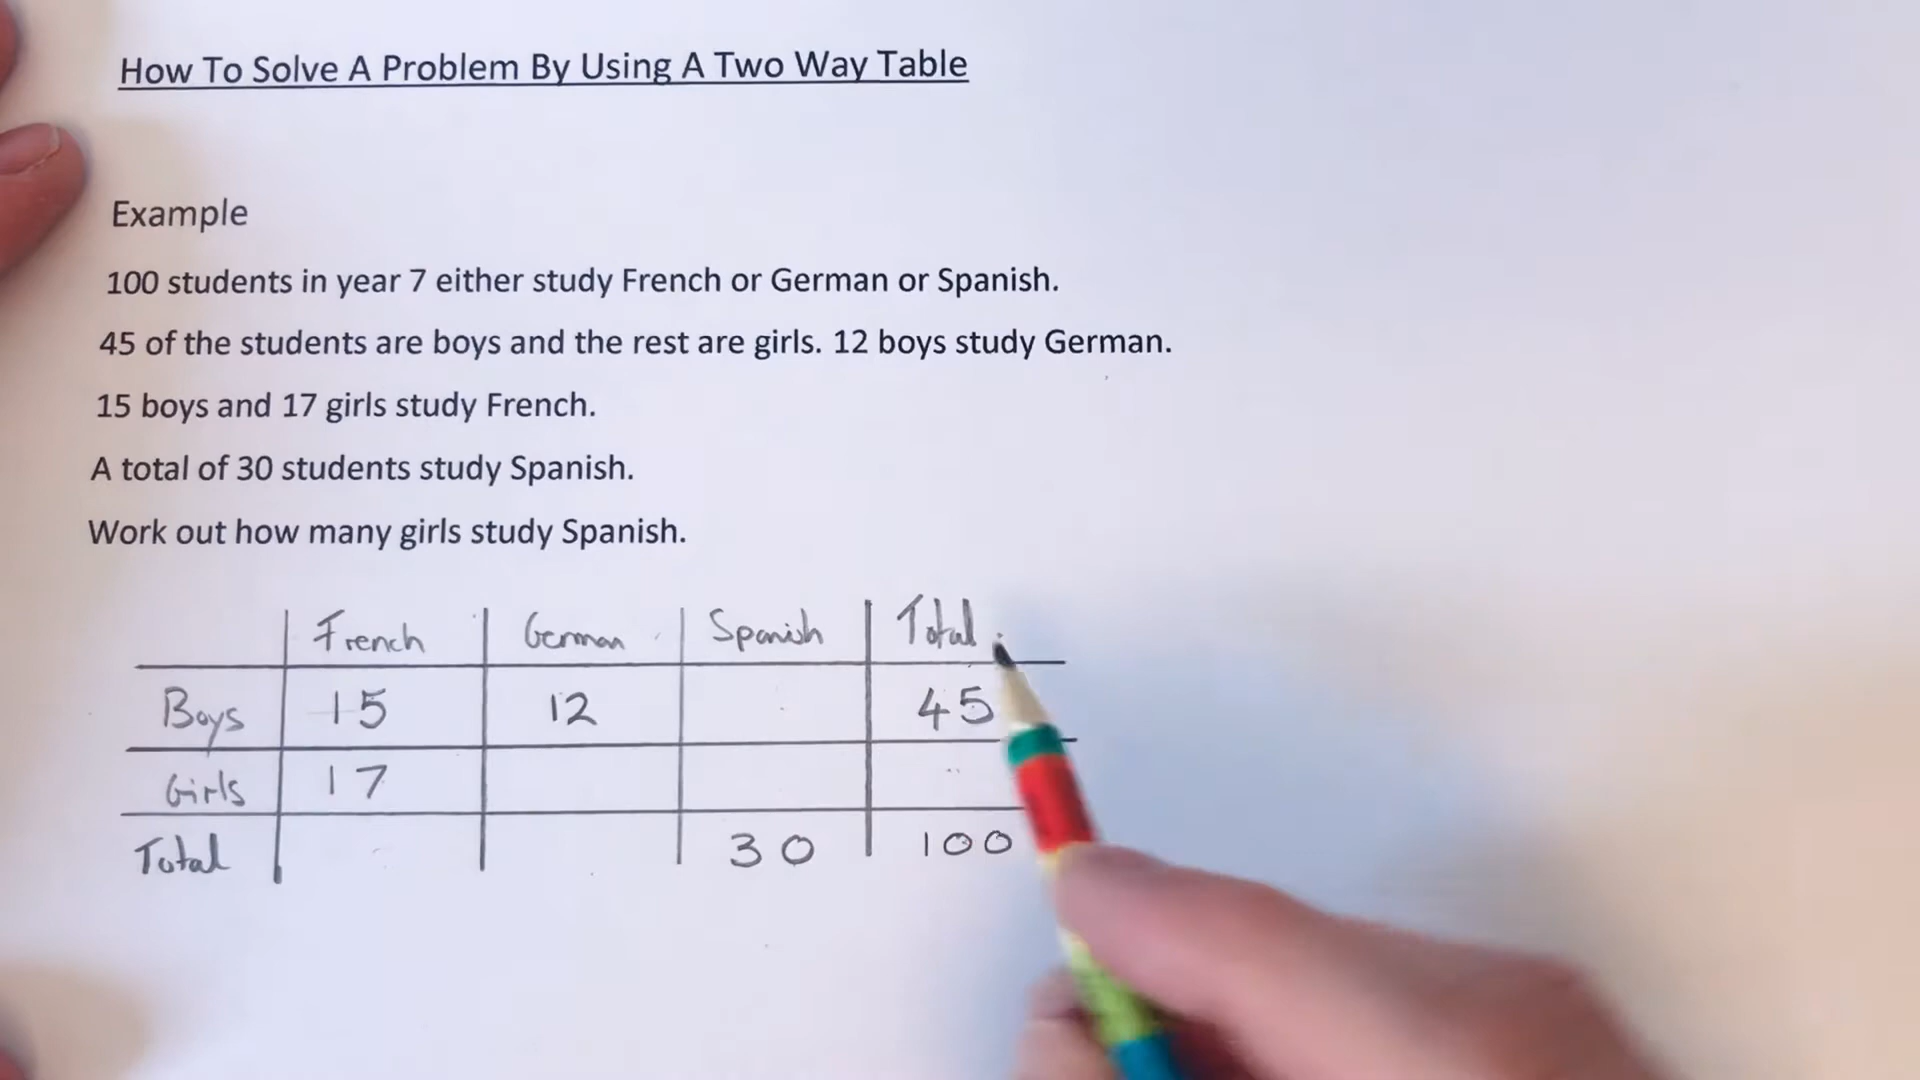 How To Solve A Problem By Using A Two Way Table
Example
100 students in year 7 either study French or German or Spanish.
45 of the students are boys and the rest are girls. 12 boys study German.
15 boys and 17 girls study French.
A total of 30 students study Spanish.
Work out how many girls study Spanish.
French German Spanish Total
Boys 15 12 45
Girls 17
Total 30 100